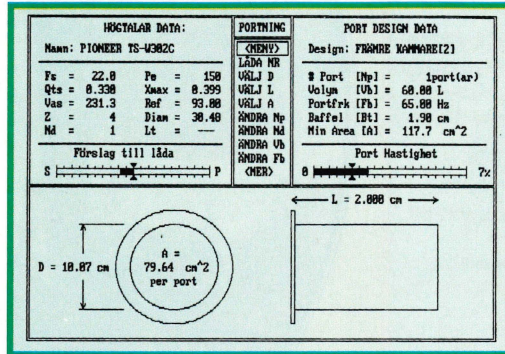 HÖGTALAR DATA:
Namn: PIONEER TS-W302C
Fs = 22.0 Pe = 150
Qts = 0.330 Xmax = 0.399
Vas = 231.3 Ref = 93.00
Z = 4 Diam = 30.40
Nd = 1 Lt = ---
Förslag till låda
S P
PORTNING
<MENY>
LÅDA NR
VÄLJ D
VÄLJ L
VÄLJ A
ÄNDRA Np
ÄNDRA Nd
ÄNDRA Vb
ÄNDRA Fb
<MER>
PORT DESIGN DATA
Design: FRÄMRE KAMMARE[2]
# Port [Np] = 1port(ar)
Volym [Vb] = 60.00 L
Portfrk [Fb] = 65.00 Hz
Baffel [Bt] = 1.90 cm
Min Area [A] = 117.7 cm^2
Port Hastighet
0 7%
D = 10.07 cm
A =
79.64 cm^2
per port
L = 2.000 cm